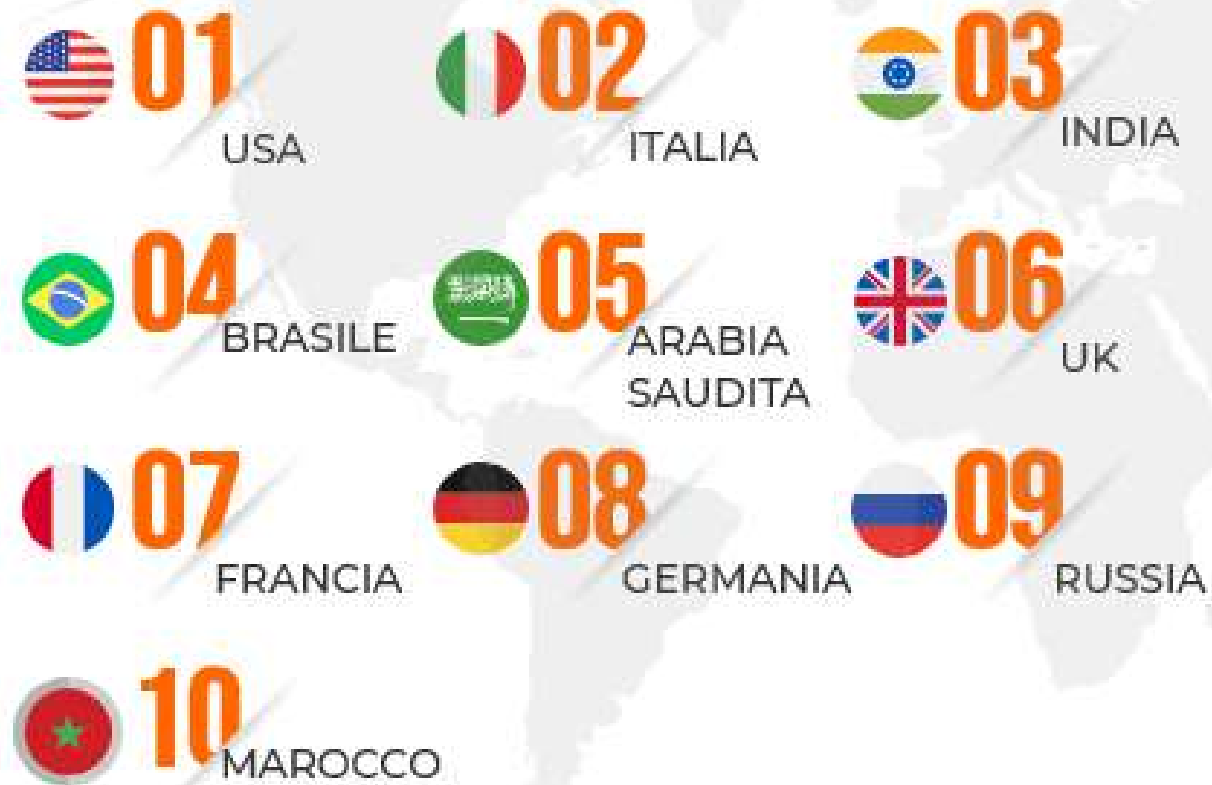 01
USA
02
ITALIA
03
INDIA
04
BRASILE
05
ARABIA
SAUDITA
06
UK
07
FRANCIA
08
GERMANIA
09
RUSSIA
10
MAROCCO